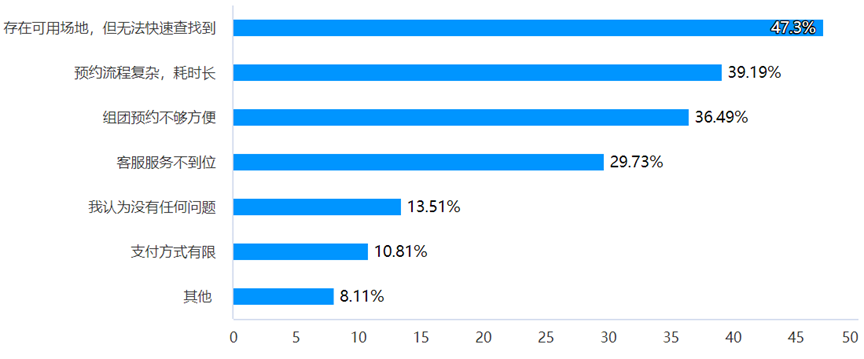 存在可用场地，但无法快速查找到 47.3%
预约流程复杂，耗时长 39.19%
组团预约不够方便 36.49%
客服服务不到位 29.73%
我认为没有任何问题 13.51%
支付方式有限 10.81%
其他 8.11%
0 5 10 15 20 25 30 35 40 45 50